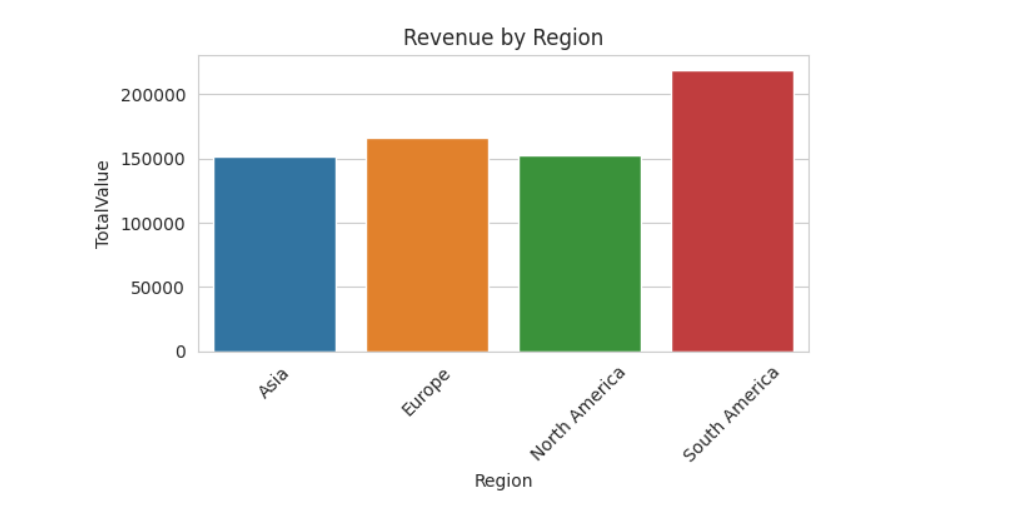 Revenue by Region
TotalValue
200000
150000
100000
50000
0
Asia
Europe
North America
South America
Region